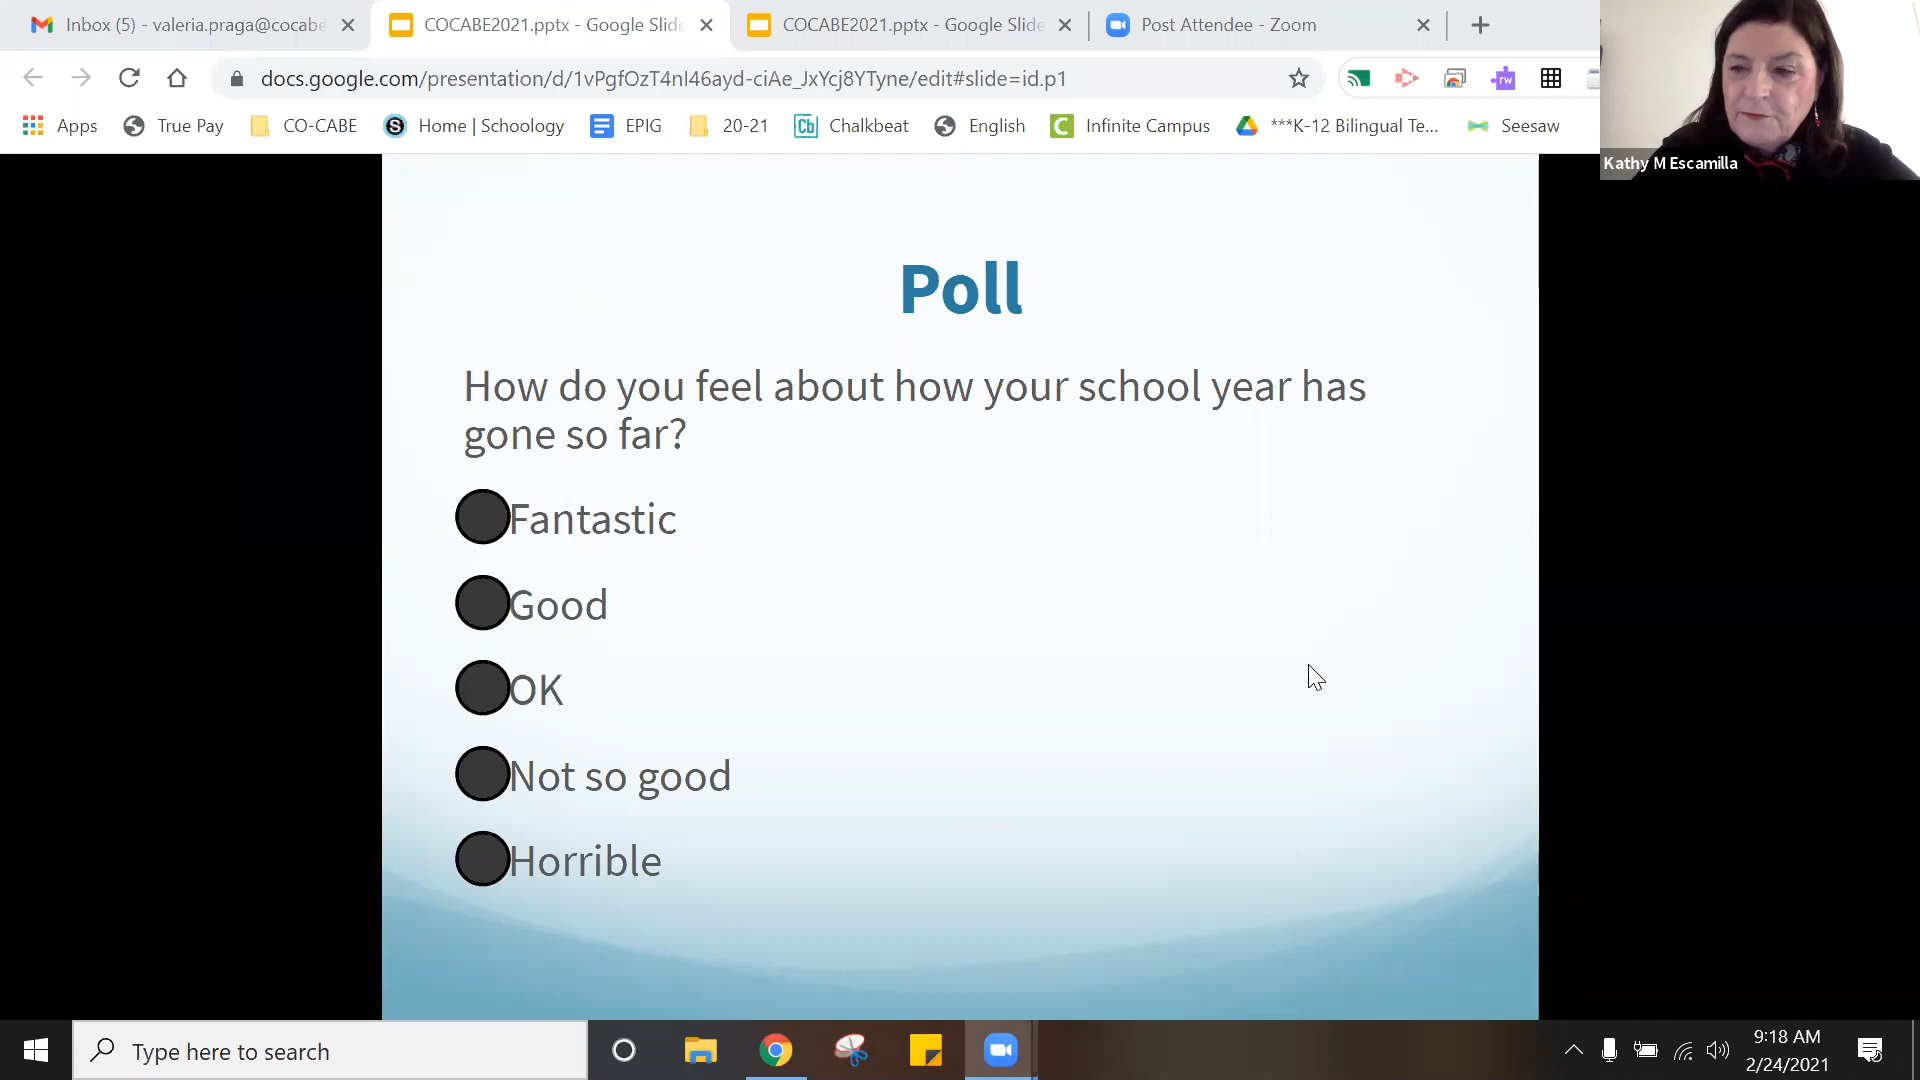 Inbox (5) - valeria.praga@cocabe
COCABE2021.pptx - Google Slide
COCABE2021.pptx - Google Slide
Post Attendee - Zoom
docs.google.com/presentation/d/1vPgfOzT4nI46ayd-ciAe_JxYcj8YTyne/edit#slide=id.p1
rw
Apps
True Pay
CO-CABE
S
Home | Schoology
EPIG
20-21
Cb
Chalkbeat
English
C
Infinite Campus
***K-12 Bilingual Te...
Seesaw
Kathy M Escamilla
Poll
How do you feel about how your school year has
gone so far?
Fantastic
Good
OK
Not so good
Horrible
Type here to search
9:18 AM
2/24/2021